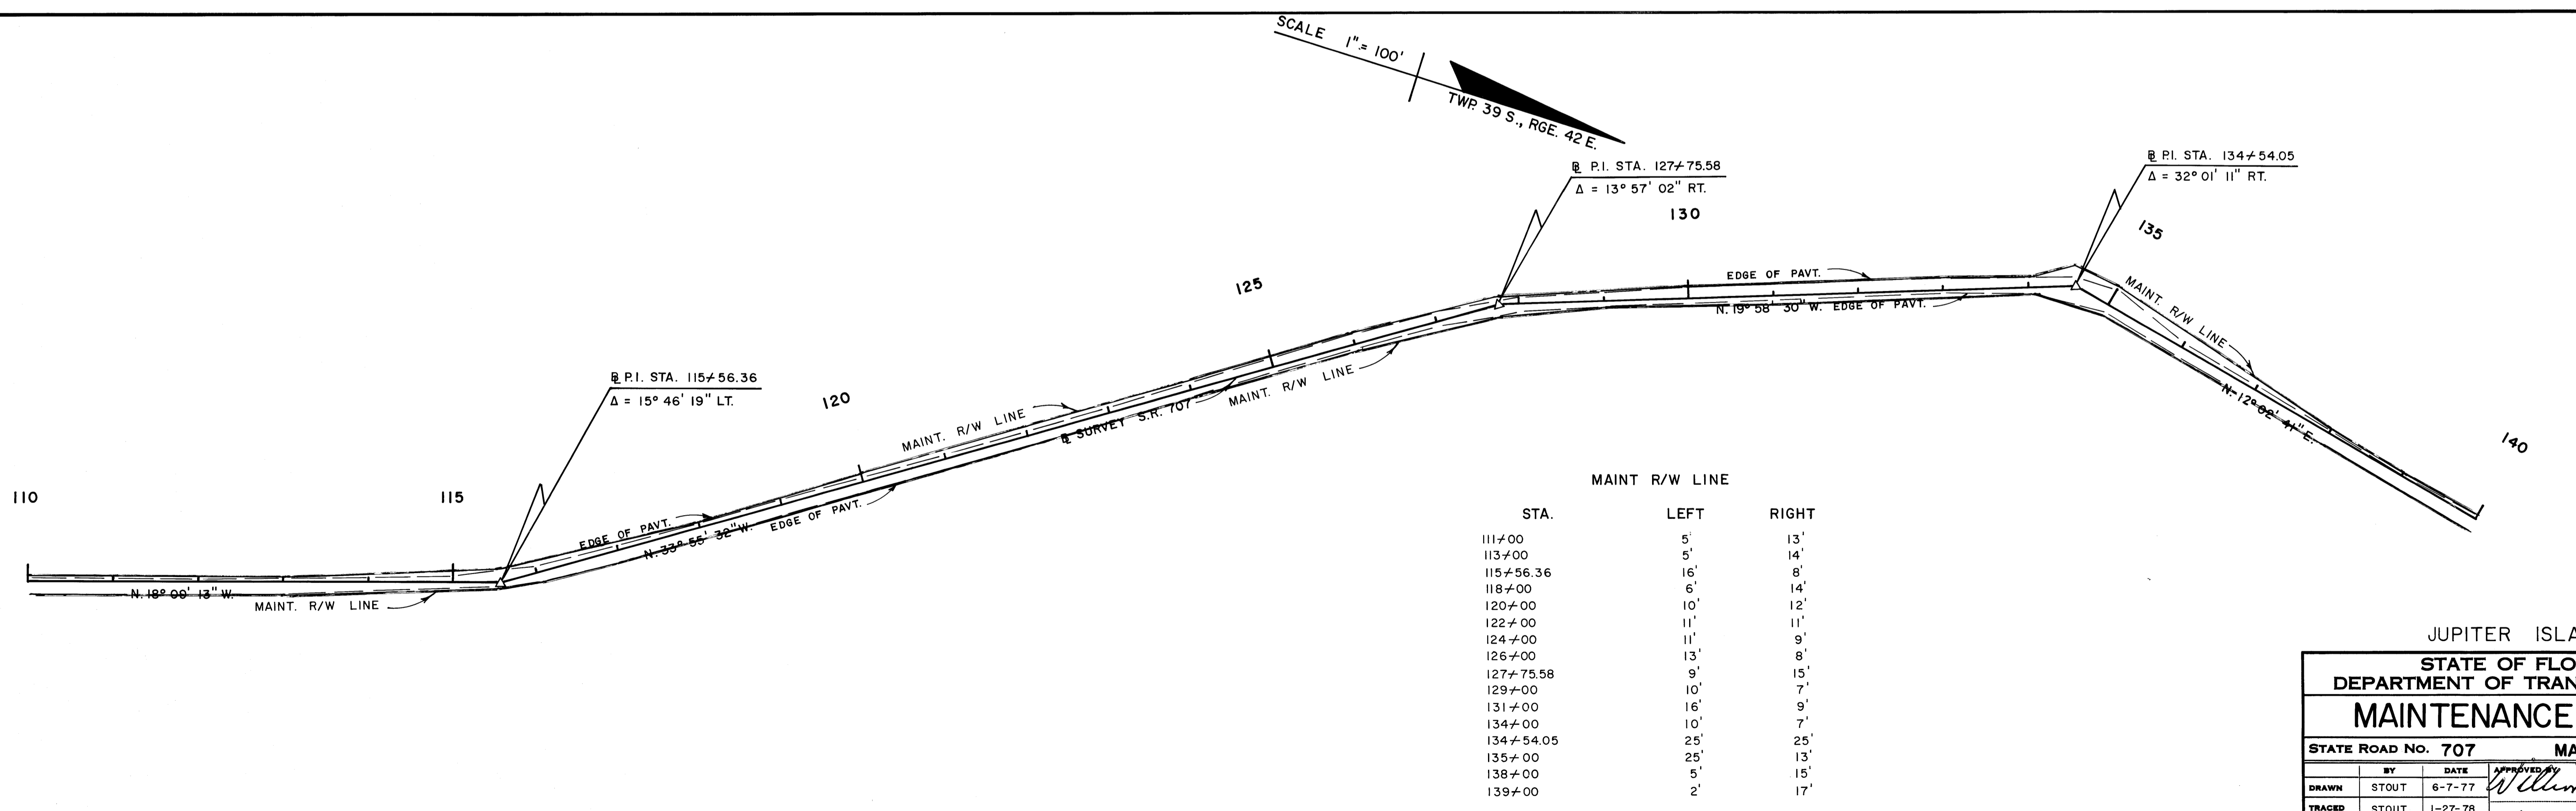 SCALE 1" = 100'
TWP. 39 S., RGE. 42 E.
℄ P.I. STA. 134+54.05
Δ = 32° 01' 11" RT.
℄ P.I. STA. 127+75.58
Δ = 13° 57' 02" RT.
130
135
EDGE OF PAVT.
MAINT. R/W LINE
N. 19° 58' 30" W. EDGE OF PAVT.
125
N. 12° 02' 41" E.
140
MAINT. R/W LINE
℄ SURVEY S.R. 707
MAINT. R/W LINE
120
℄ P.I. STA. 115+56.36
Δ = 15° 46' 19" LT.
110
115
EDGE OF PAVT.
N. 33° 55' 32" W. EDGE OF PAVT.
N. 18° 00' 13" W.
MAINT. R/W LINE
MAINT R/W LINE
STA. LEFT RIGHT
111+00 5' 13'
113+00 5' 14'
115+56.36 16' 8'
118+00 6' 14'
120+00 10' 12'
122+00 11' 11'
124+00 11' 9'
126+00 13' 8'
127+75.58 9' 15'
129+00 10' 7'
131+00 16' 9'
134+00 10' 7'
134+54.05 25' 25'
135+00 25' 13'
138+00 5' 15'
139+00 2' 17'
JUPITER ISLA
STATE OF FLO
DEPARTMENT OF TRAN
MAINTENANCE
STATE ROAD NO. 707 MA
BY DATE APPROVED BY
DRAWN STOUT 6-7-77
TRACED STOUT 1-27-78